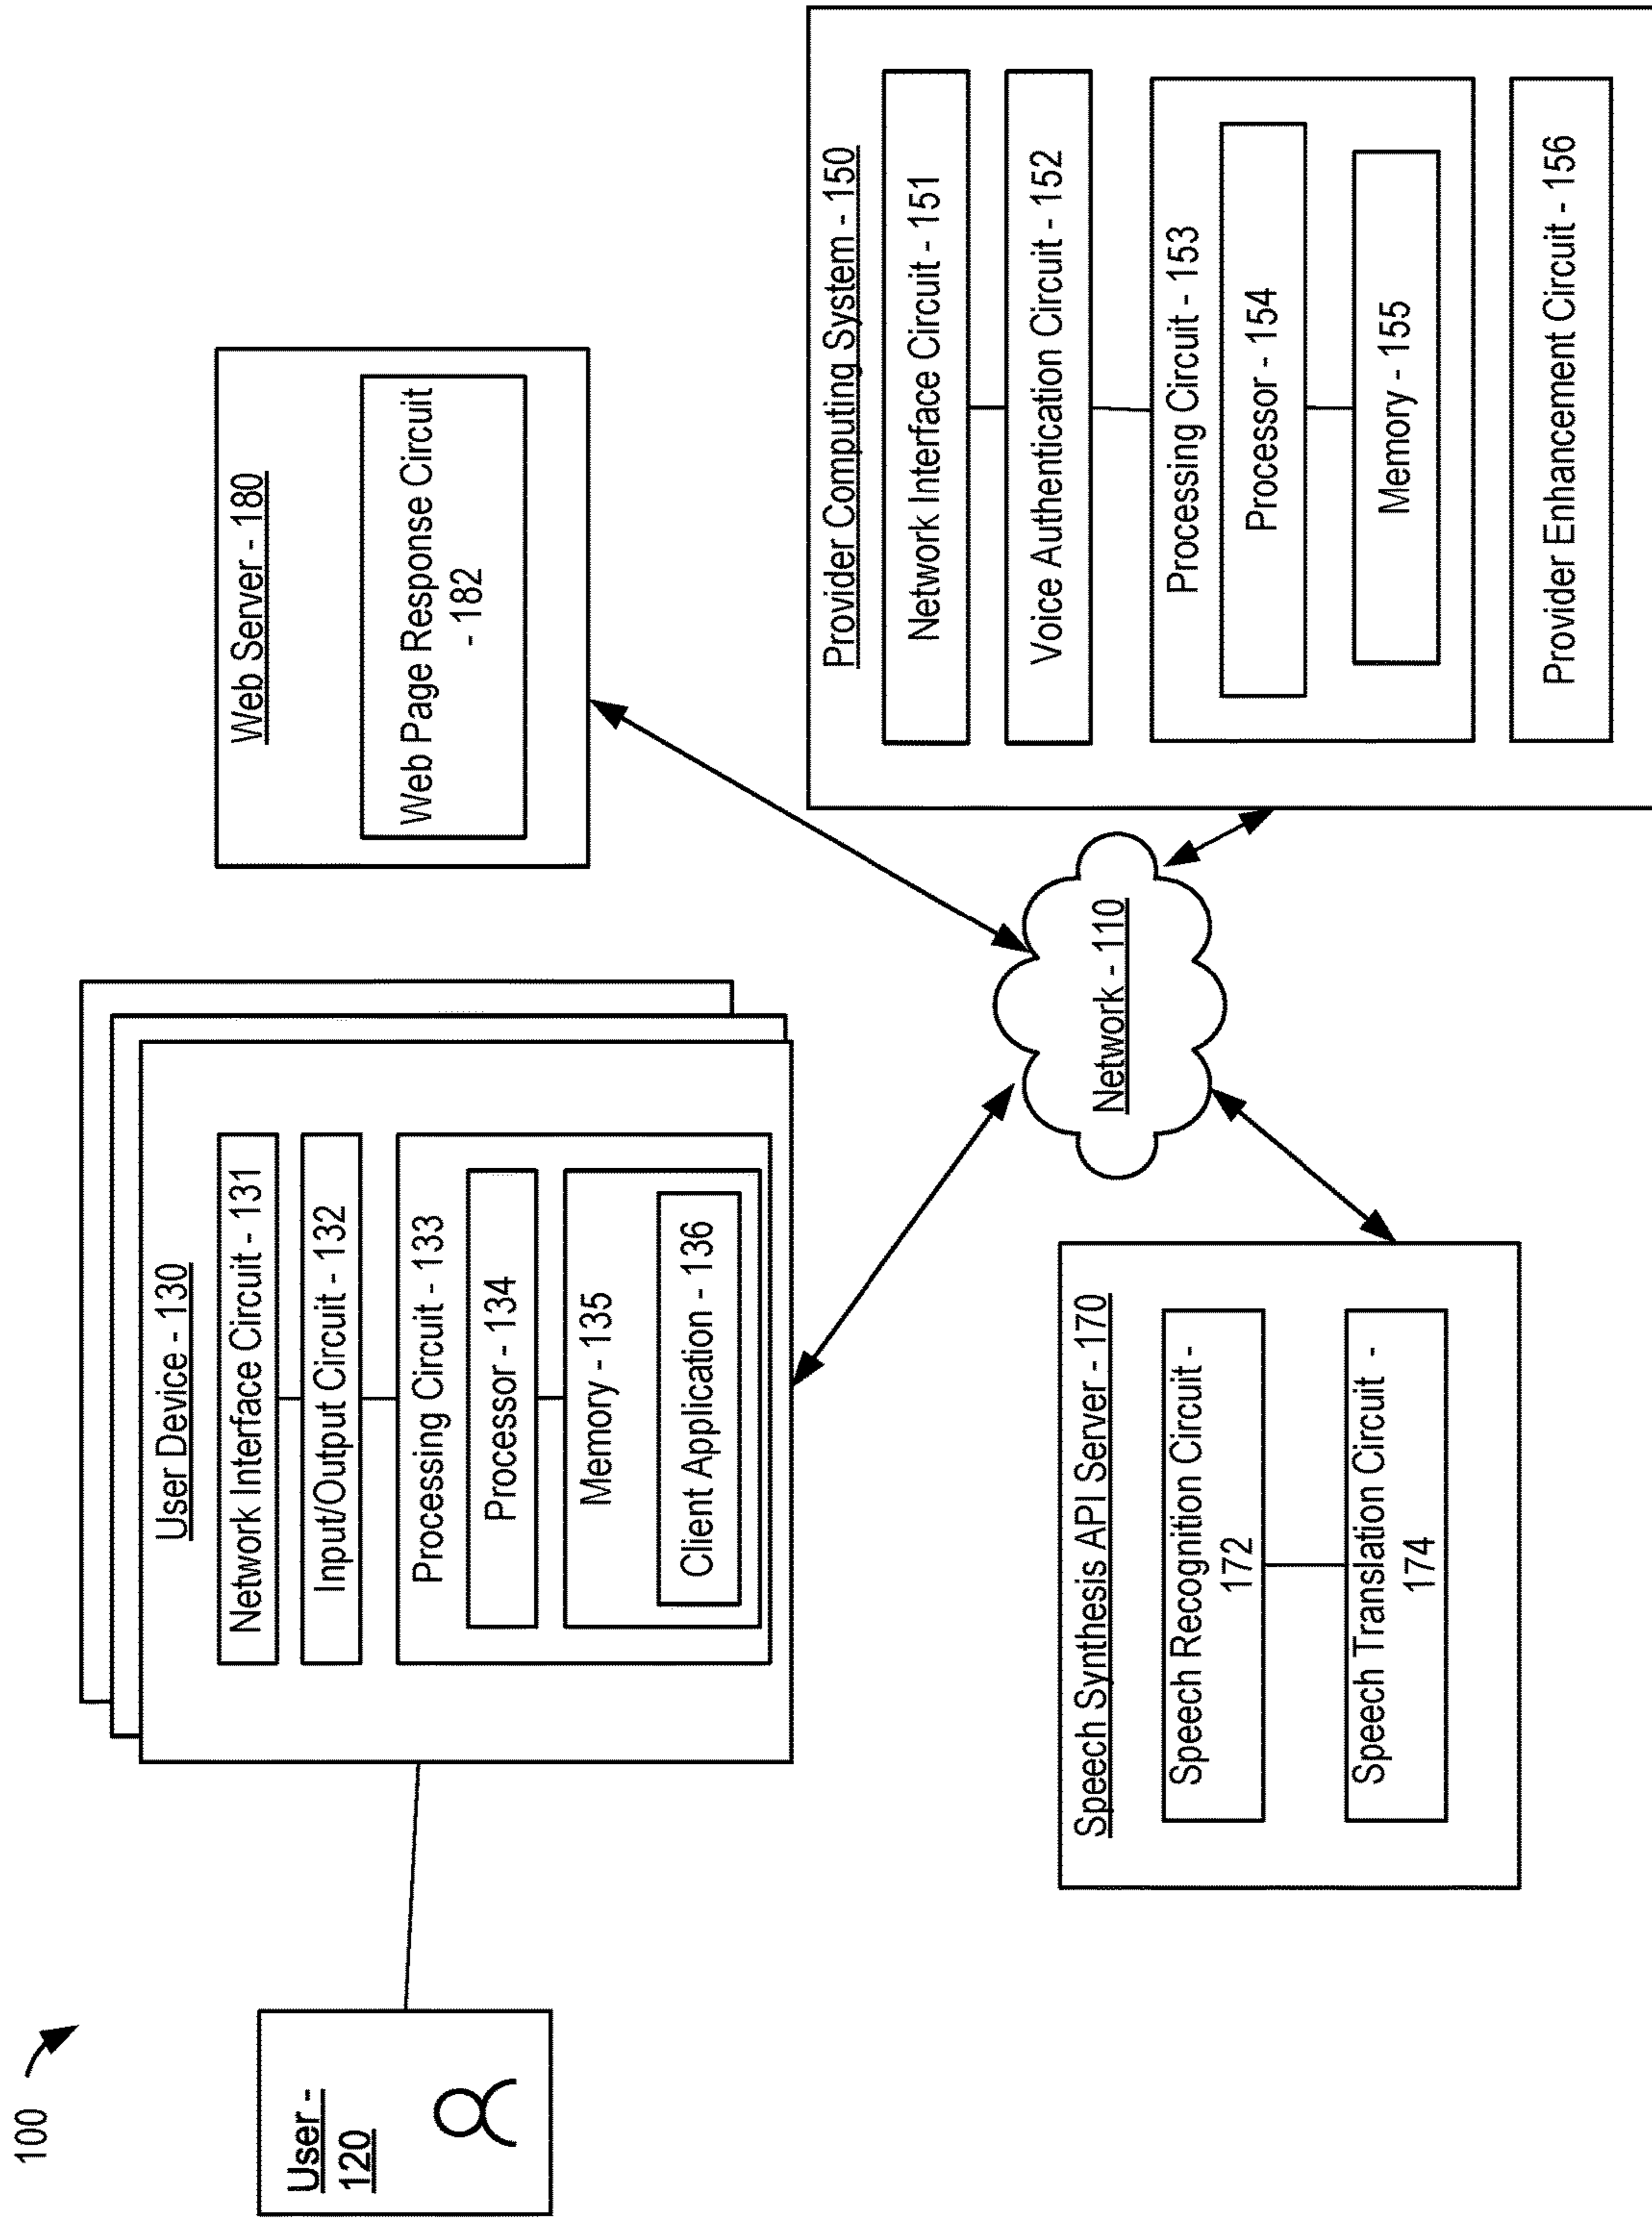 100
User -
120
User Device - 130
Network Interface Circuit - 131
Input/Output Circuit - 132
Processing Circuit - 133
Processor - 134
Memory - 135
Client Application - 136
Web Server - 180
Web Page Response Circuit
- 182
Network - 110
Speech Synthesis API Server - 170
Speech Recognition Circuit -
172
Speech Translation Circuit -
174
Provider Computing System - 150
Network Interface Circuit - 151
Voice Authentication Circuit - 152
Processing Circuit - 153
Processor - 154
Memory - 155
Provider Enhancement Circuit - 156